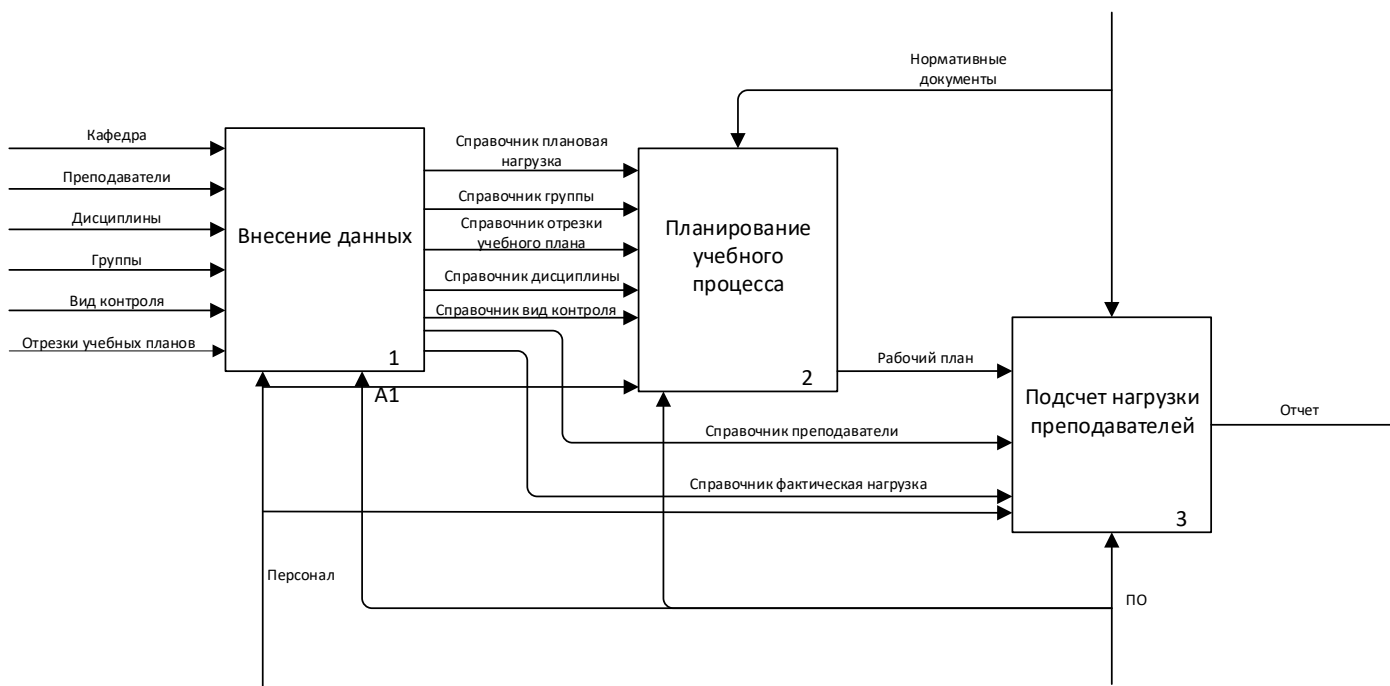 Нормативные
документы
Кафедра
Преподаватели
Дисциплины
Группы
Вид контроля
Отрезки учебных планов
Внесение данных
1
А1
Справочник плановая
нагрузка
Справочник группы
Справочник отрезки
учебного плана
Справочник дисциплины
Справочник вид контроля
Планирование
учебного
процесса
2
Рабочий план
Справочник преподаватели
Справочник фактическая нагрузка
Подсчет нагрузки
преподавателей
3
Отчет
Персонал
ПО